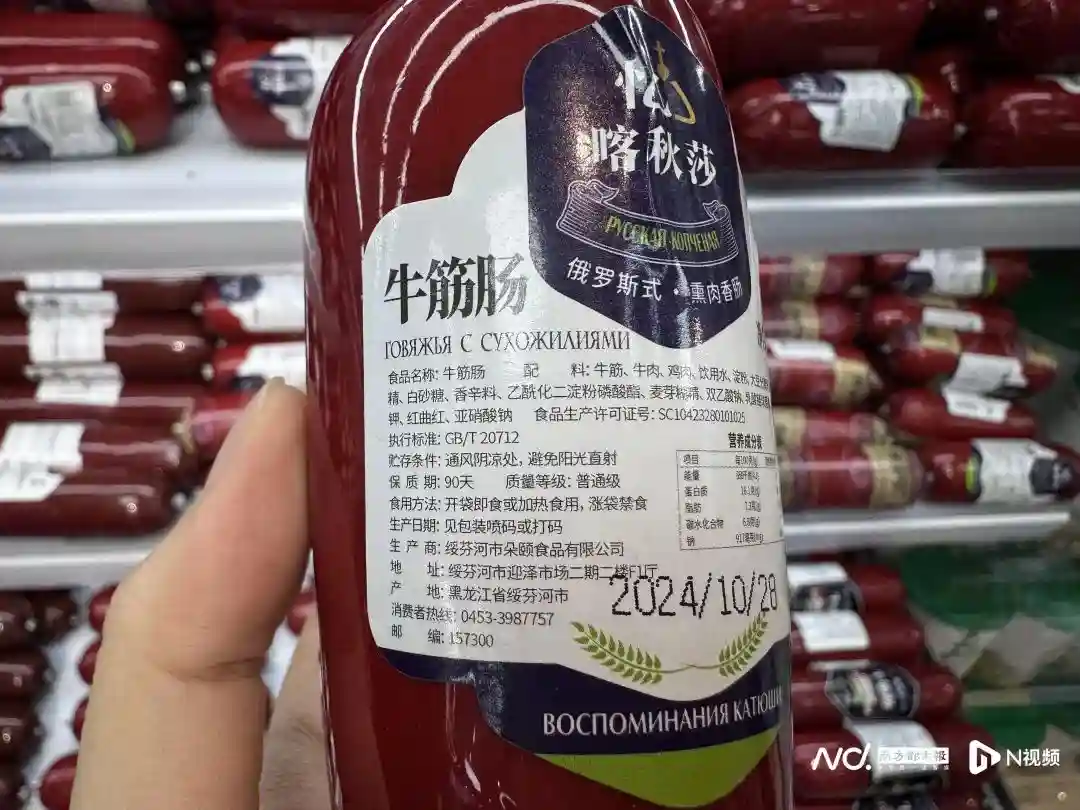 忆
喀秋莎
РУССКАЯ КОПЧЕНАЯ
俄罗斯式·熏肉香肠
牛筋肠
ГОВЯЖЬЯ С СУХОЖИЛИЯМИ
食品名称: 牛筋肠 配 料: 牛筋、牛肉、鸡肉、饮用水、淀粉、大豆
精、白砂糖、香辛料、乙酰化二淀粉磷酸酯、麦芽糊精、双乙酸钠、
钾、红曲红、亚硝酸钠 食品生产许可证号: SC10423280101025
执行标准: GB/T 20712
贮存条件: 通风阴凉处, 避免阳光直射
保 质 期: 90天 质量等级: 普通级
食用方法: 开袋即食或加热食用, 涨袋禁食
生产日期: 见包装喷码或打码
生 产 商: 绥芬河市朵颐食品有限公司
地 址: 绥芬河市迎泽市场二期二楼F1厅
产 地: 黑龙江省绥芬河市
消费者热线: 0453-3987757
邮 编: 157300
营养成分表
项目
能量
蛋白质
脂肪
碳水化合物
钠
2024/10/28
ВОСПОМИНАНИЯ КАТЮШИ
N视频